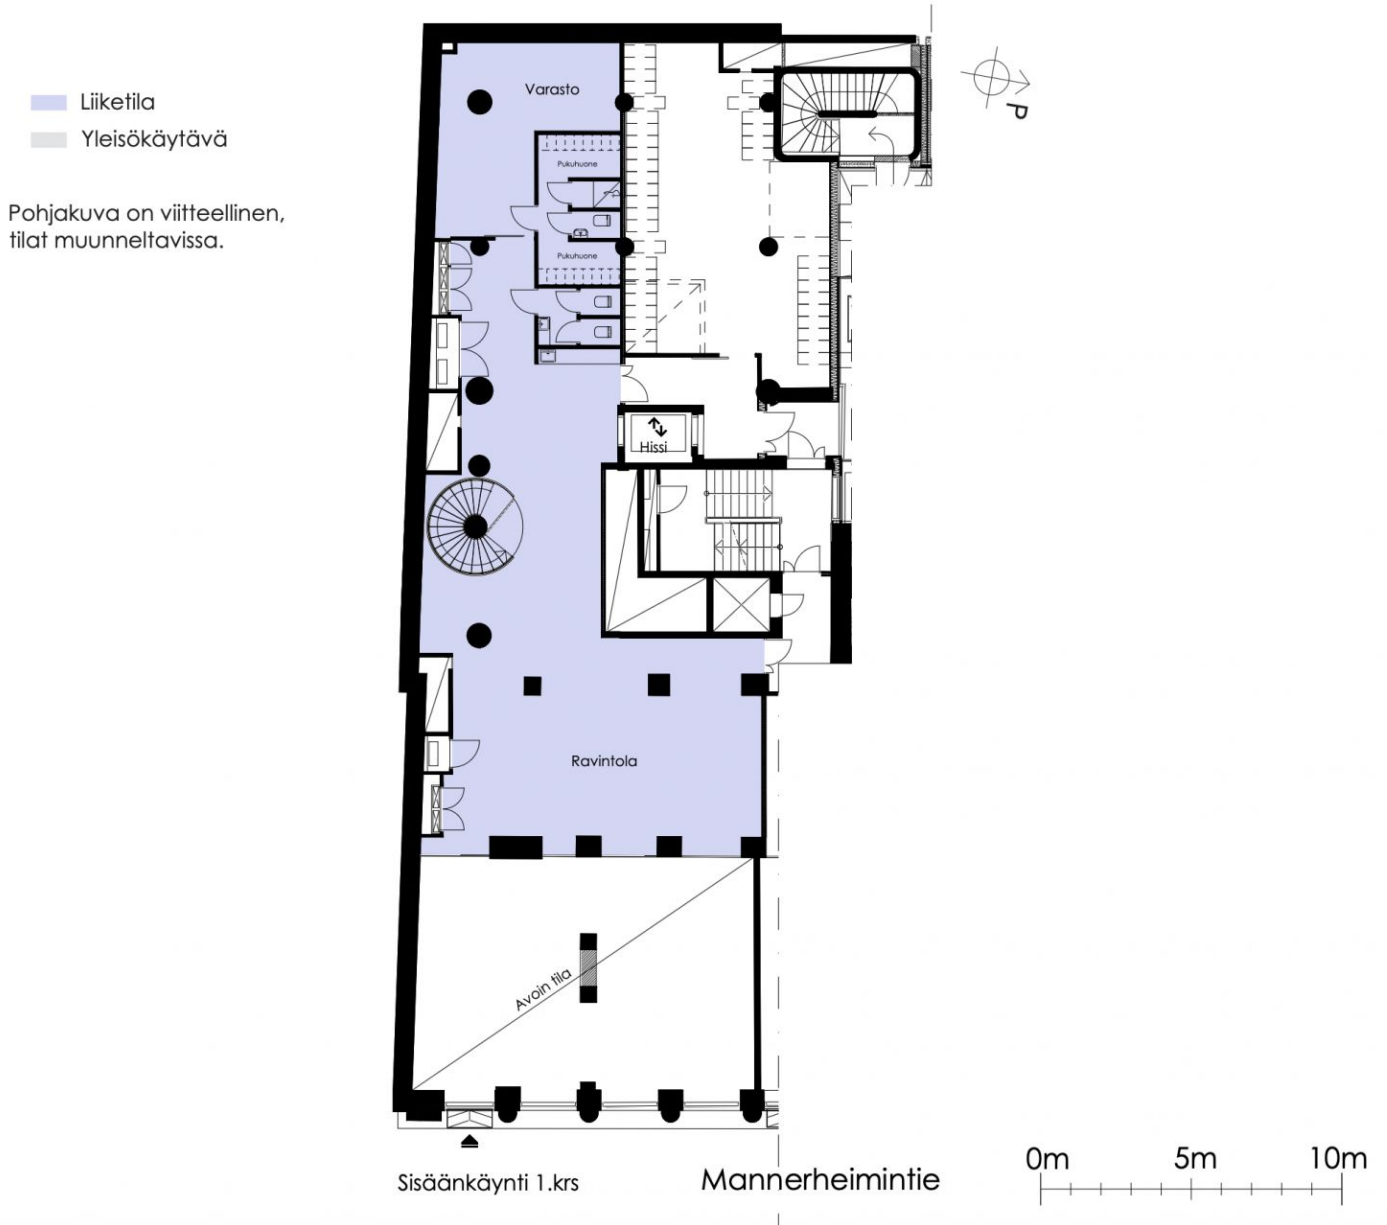 Liiketila
Yleisökäytävä
Pohjakuva on viitteellinen,
tilat muunneltavissa.
Varasto
Pukuhuone
Pukuhuone
P
Hissi
Ravintola
Avoin tila
Sisäänkäynti 1.krs
Mannerheimintie
0m 5m 10m